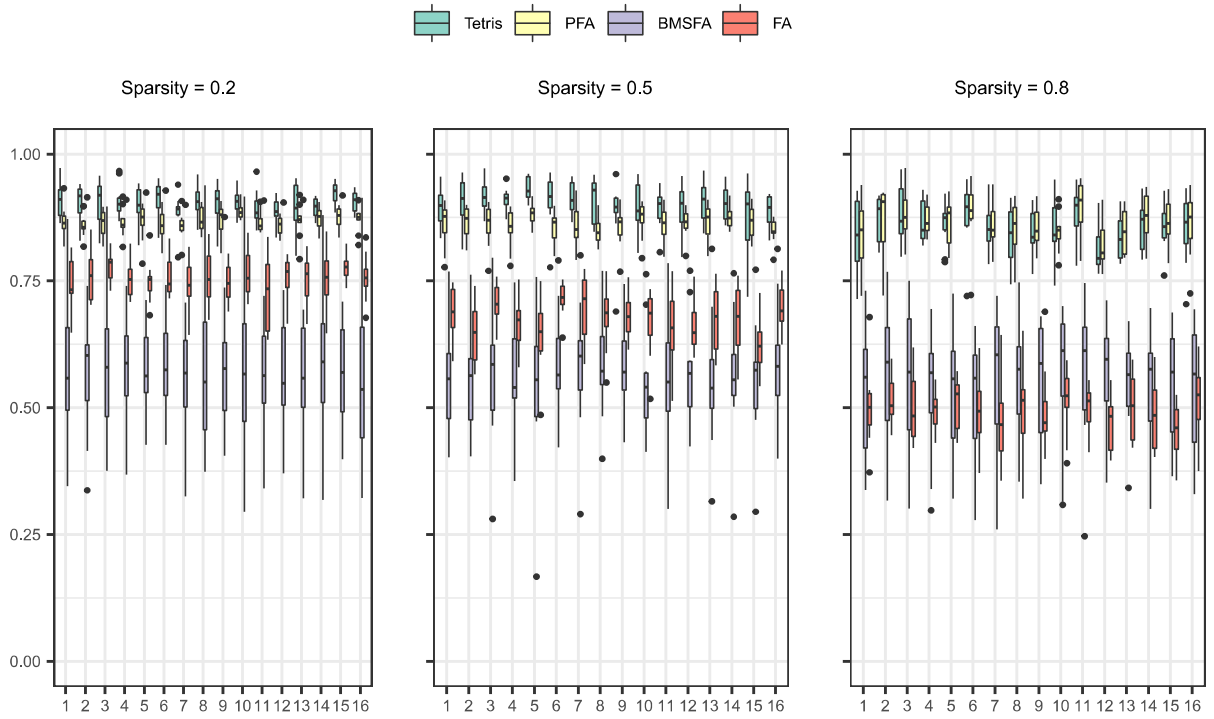 Tetris PFA BMSFA FA
Sparsity = 0.2 Sparsity = 0.5 Sparsity = 0.8
1.00
0.75
0.50
0.25
0.00
1 2 3 4 5 6 7 8 9 10 11 12 13 14 15 16 1 2 3 4 5 6 7 8 9 10 11 12 13 14 15 16 1 2 3 4 5 6 7 8 9 10 11 12 13 14 15 16